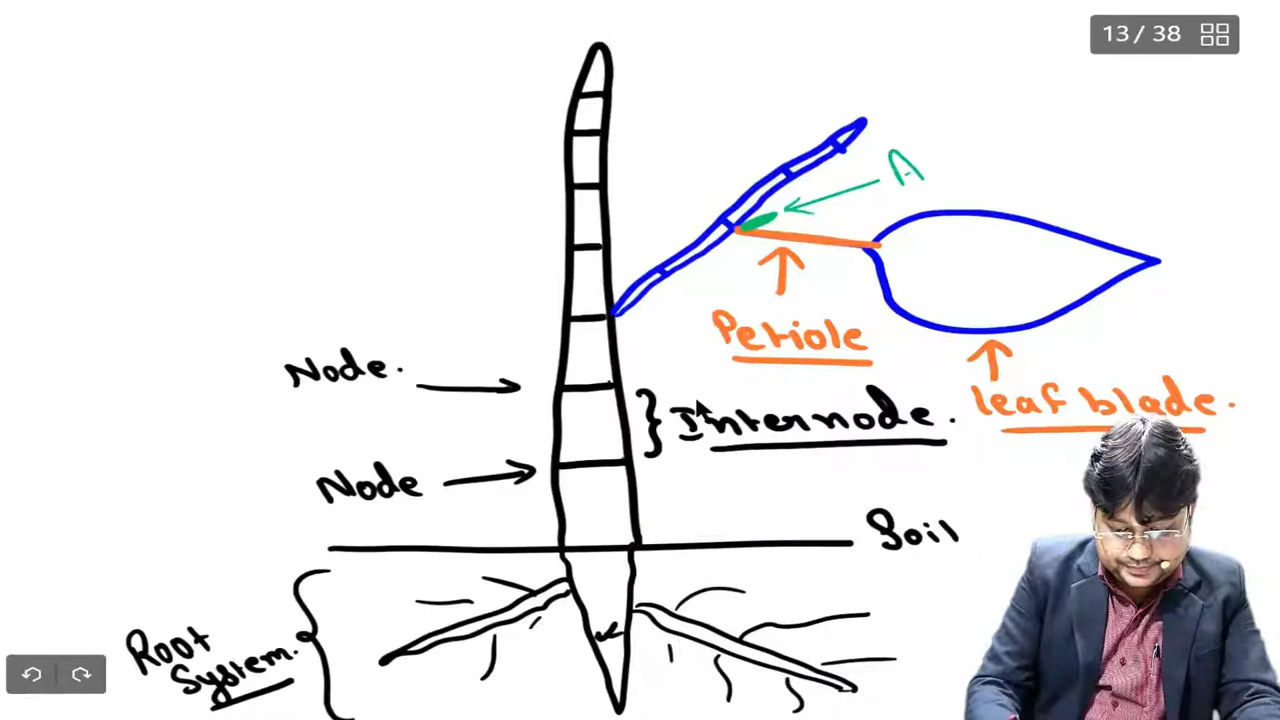 13 / 38
A
Petiole
Node.
Internode.
leaf blade.
Node
Soil
Root
System.